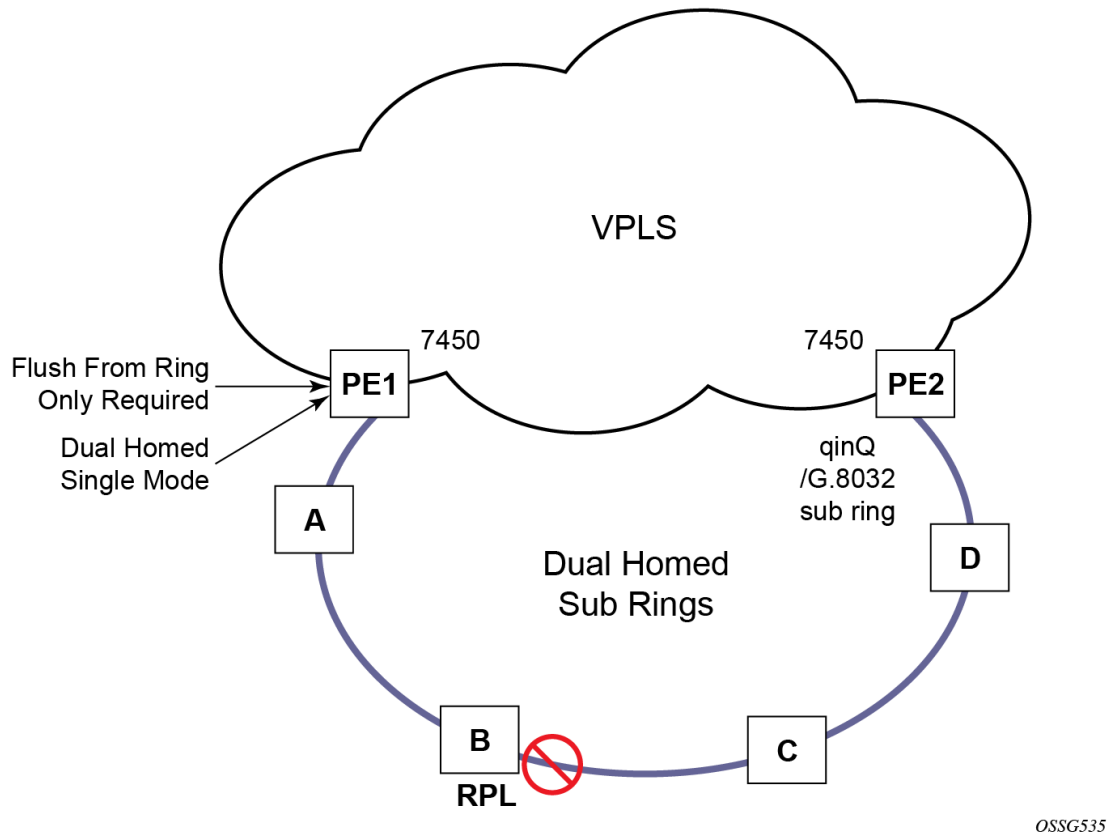 VPLS
7450
7450
PE1
PE2
Flush From Ring
Only Required
Dual Homed
Single Mode
qinQ
/G.8032
sub ring
A
D
Dual Homed
Sub Rings
B
C
RPL
OSSG535